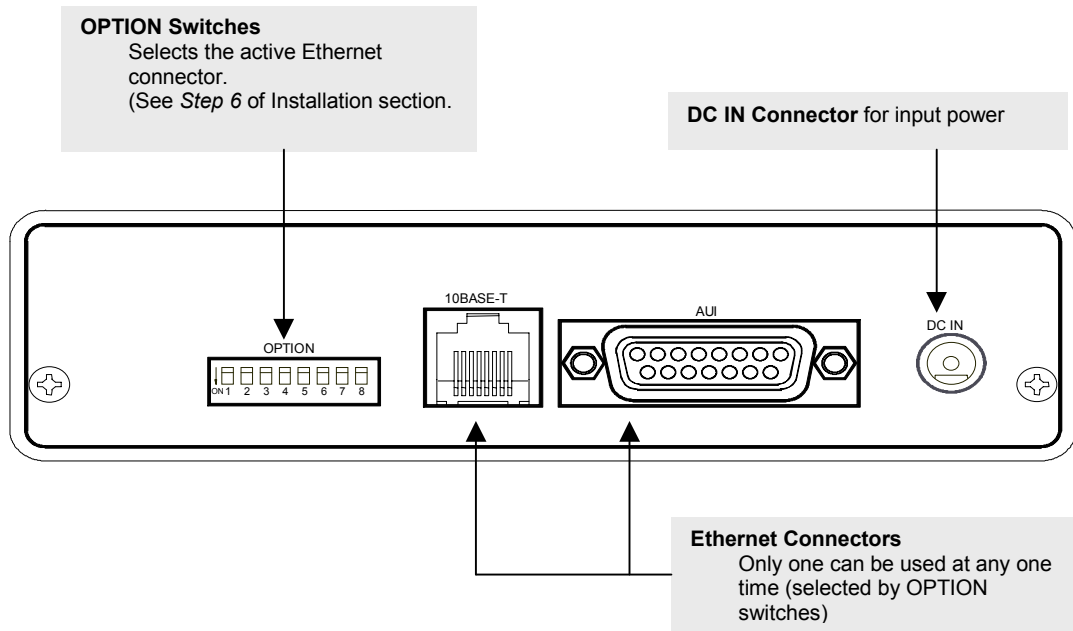 OPTION Switches
Selects the active Ethernet
connector.
(See Step 6 of Installation section.
DC IN Connector for input power
OPTION
ON 1 2 3 4 5 6 7 8
10BASE-T
AUI
DC IN
Ethernet Connectors
Only one can be used at any one
time (selected by OPTION
switches)